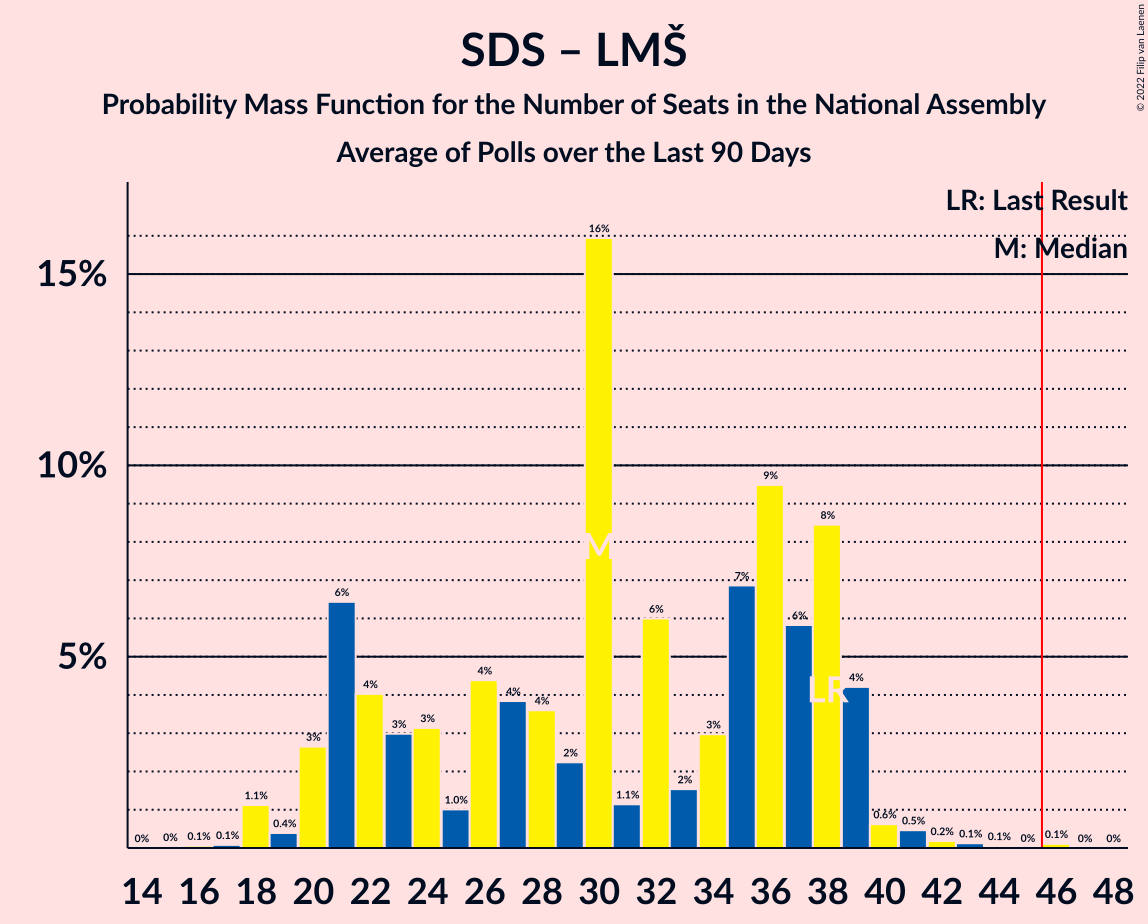 SDS – LMŠ
Probability Mass Function for the Number of Seats in the National Assembly
Average of Polls over the Last 90 Days
© 2022 Filip van Laenen
LR: Last Result
M: Median
15%
10%
5%
0% 0% 0.1% 0.1% 1.1% 0.4% 3% 6% 4% 3% 3% 1.0% 4% 4% 4% 2% 16% 1.1% 6% 2% 3% 7% 9% 6% 8% 4% 0.6% 0.5% 0.2% 0.1% 0.1% 0% 0.1% 0% 0%
M
LR
14 16 18 20 22 24 26 28 30 32 34 36 38 40 42 44 46 48